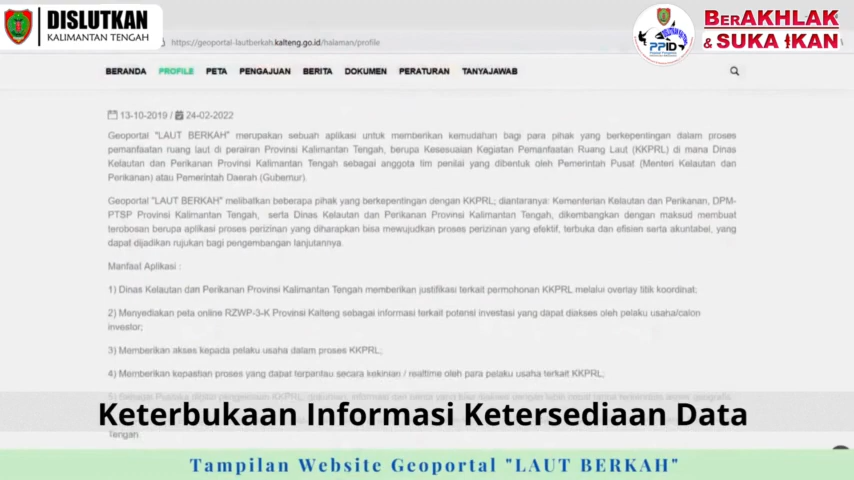 DISLUTKAN
KALIMANTAN TENGAH
PPID
BerAKHLAK
& SUKA IKAN
https://geoportal-lautberkah.kalteng.go.id/halaman/profile
BERANDA PROFILE PETA PENGAJUAN BERITA DOKUMEN PERATURAN TANYAJAWAB
13-10-2019 / 24-02-2022
Geoportal "LAUT BERKAH" merupakan sebuah aplikasi untuk memberikan kemudahan bagi para pihak yang berkepentingan dalam proses
pemanfaatan ruang laut di perairan Provinsi Kalimantan Tengah, berupa Kesesuaian Kegiatan Pemanfaatan Ruang Laut (KKPRL) di mana Dinas
Kelautan dan Perikanan Provinsi Kalimantan Tengah sebagai anggota tim penilai yang dibentuk oleh Pemerintah Pusat (Menteri Kelautan dan
Perikanan) atau Pemerintah Daerah (Gubernur).
Geoportal "LAUT BERKAH" melibatkan beberapa pihak yang berkepentingan dengan KKPRL; diantaranya: Kementerian Kelautan dan Perikanan, DPM-
PTSP Provinsi Kalimantan Tengah, serta Dinas Kelautan dan Perikanan Provinsi Kalimantan Tengah, dikembangkan dengan maksud membuat
terobosan berupa aplikasi proses perizinan yang diharapkan bisa mewujudkan proses perizinan yang efektif, terbuka dan efisien serta akuntabel, yang
dapat dijadikan rujukan bagi pengembangan lanjutannya.
Manfaat Aplikasi :
1) Dinas Kelautan dan Perikanan Provinsi Kalimantan Tengah memberikan justifikasi terkait permohonan KKPRL melalui overlay titik koordinat;
2) Menyediakan peta online RZWP-3-K Provinsi Kalteng sebagai informasi terkait potensi investasi yang dapat diakses oleh pelaku usaha/calon
investor;
3) Memberikan akses kepada pelaku usaha dalam proses KKPRL;
4) Memberikan kepastian proses yang dapat terpantau secara kekinian / realtime oleh para pelaku usaha terkait KKPRL;
Keterbukaan Informasi Ketersediaan Data
Tengah.
Tampilan Website Geoportal "LAUT BERKAH"